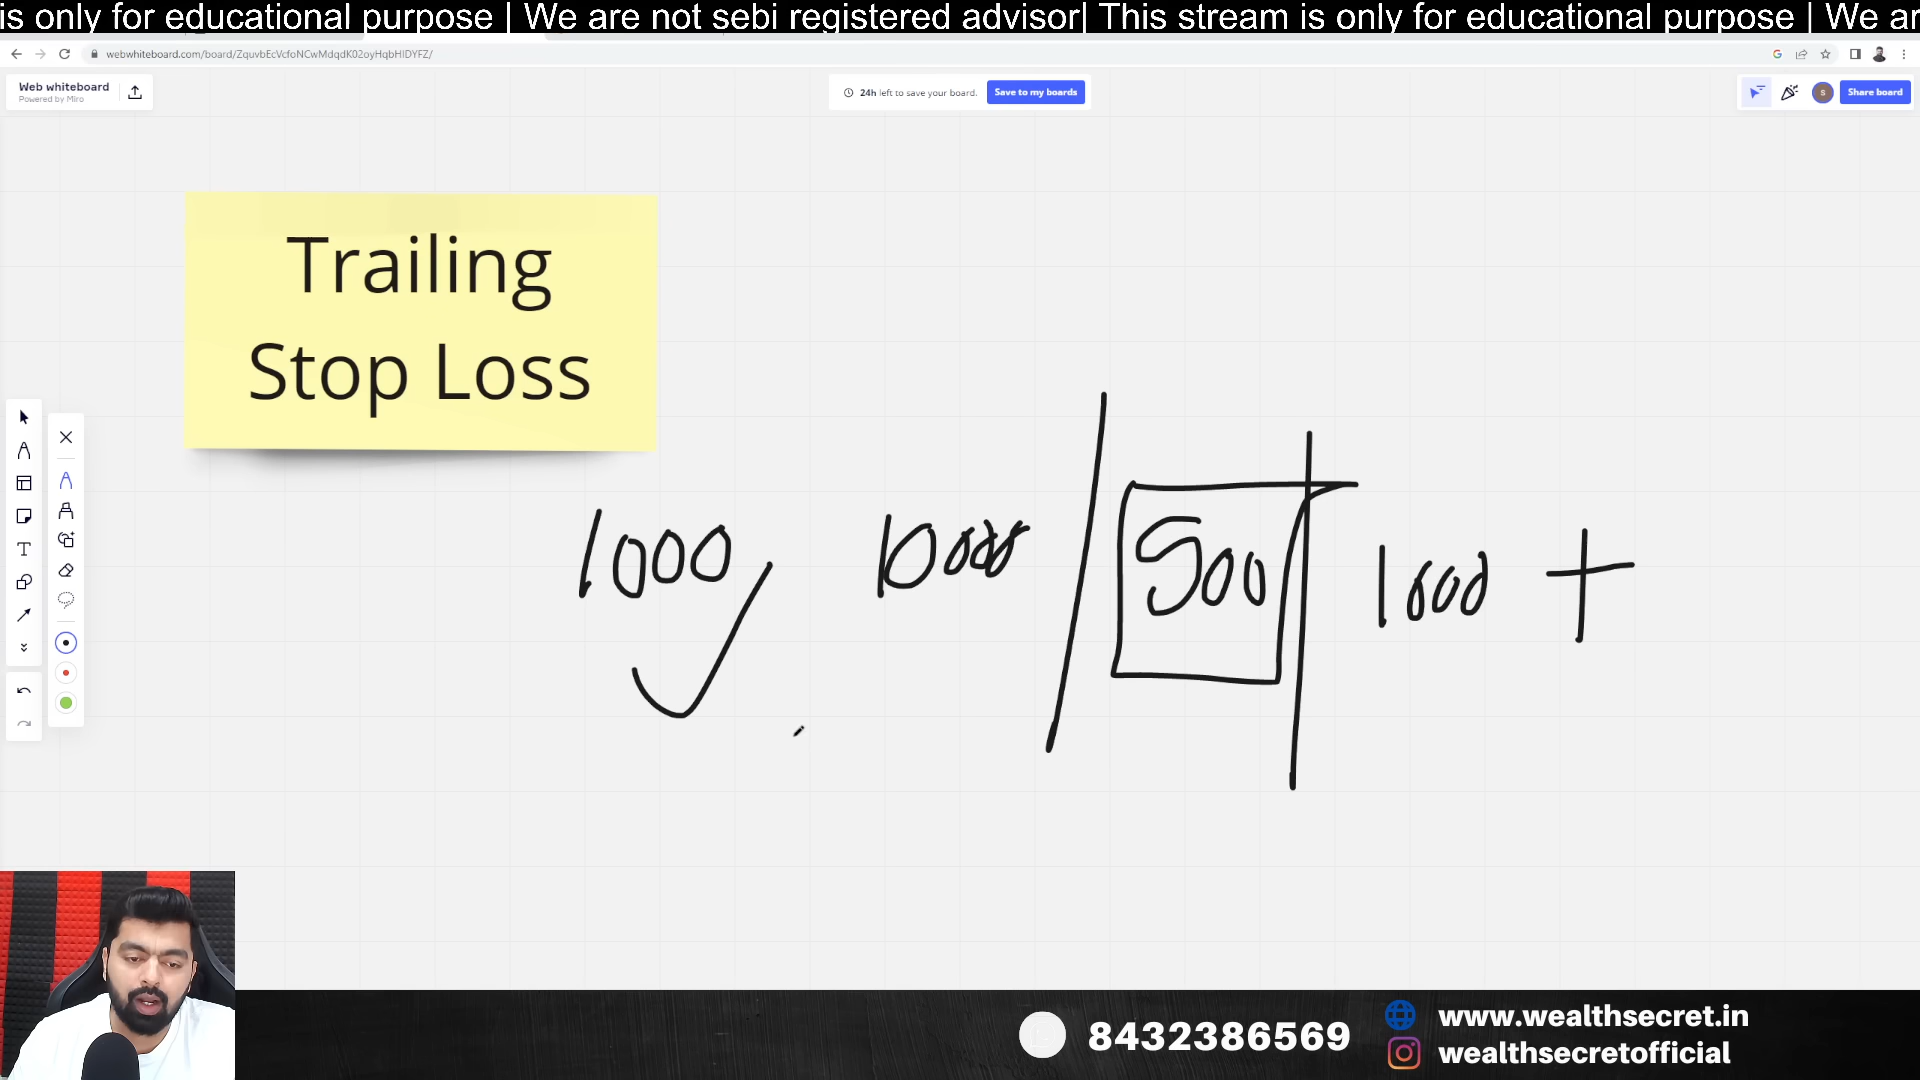 is only for educational purpose | We are not sebi registered advisor| This stream is only for educational purpose | We ar
webwhiteboard.com/board/ZquvbEcVcfoNCwMdqdK02oyHqbHIDYFZ/
Web whiteboard
Powered by Miro
24h left to save your board.
Save to my boards
S
Share board
Trailing
Stop Loss
1000 1000 500 1000 +
8432386569
www.wealthsecret.in
wealthsecretofficial